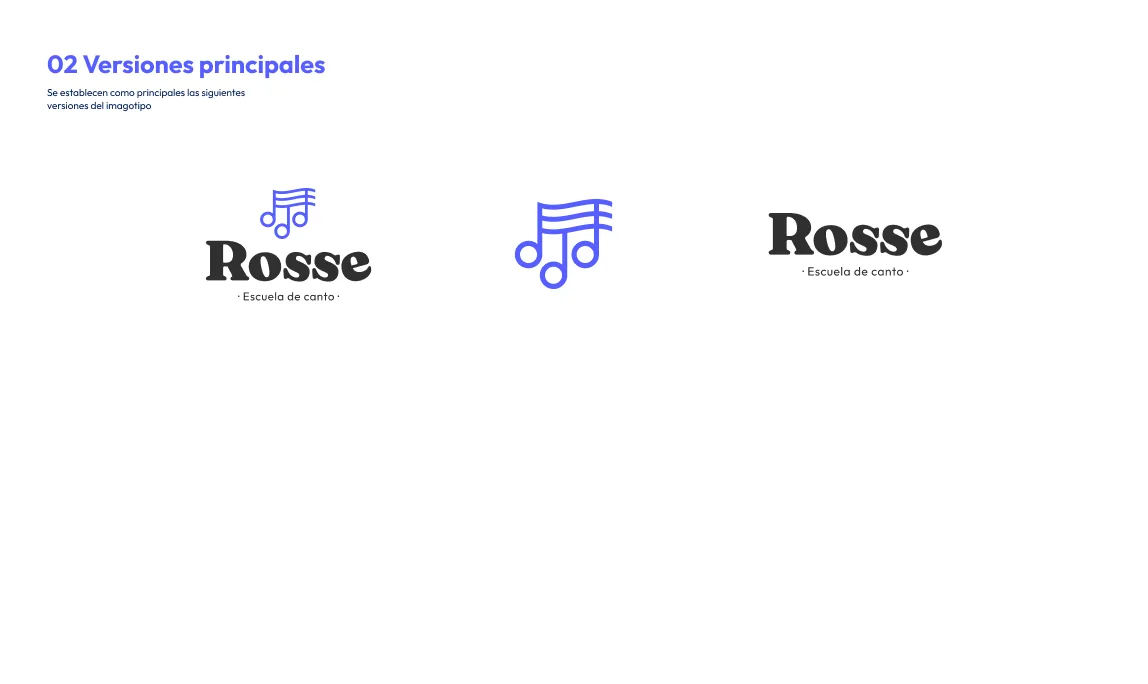 02 Versiones principales
Se establecen como principales las siguientes
versiones del imagotipo
Rosse
· Escuela de canto ·
Rosse
· Escuela de canto ·